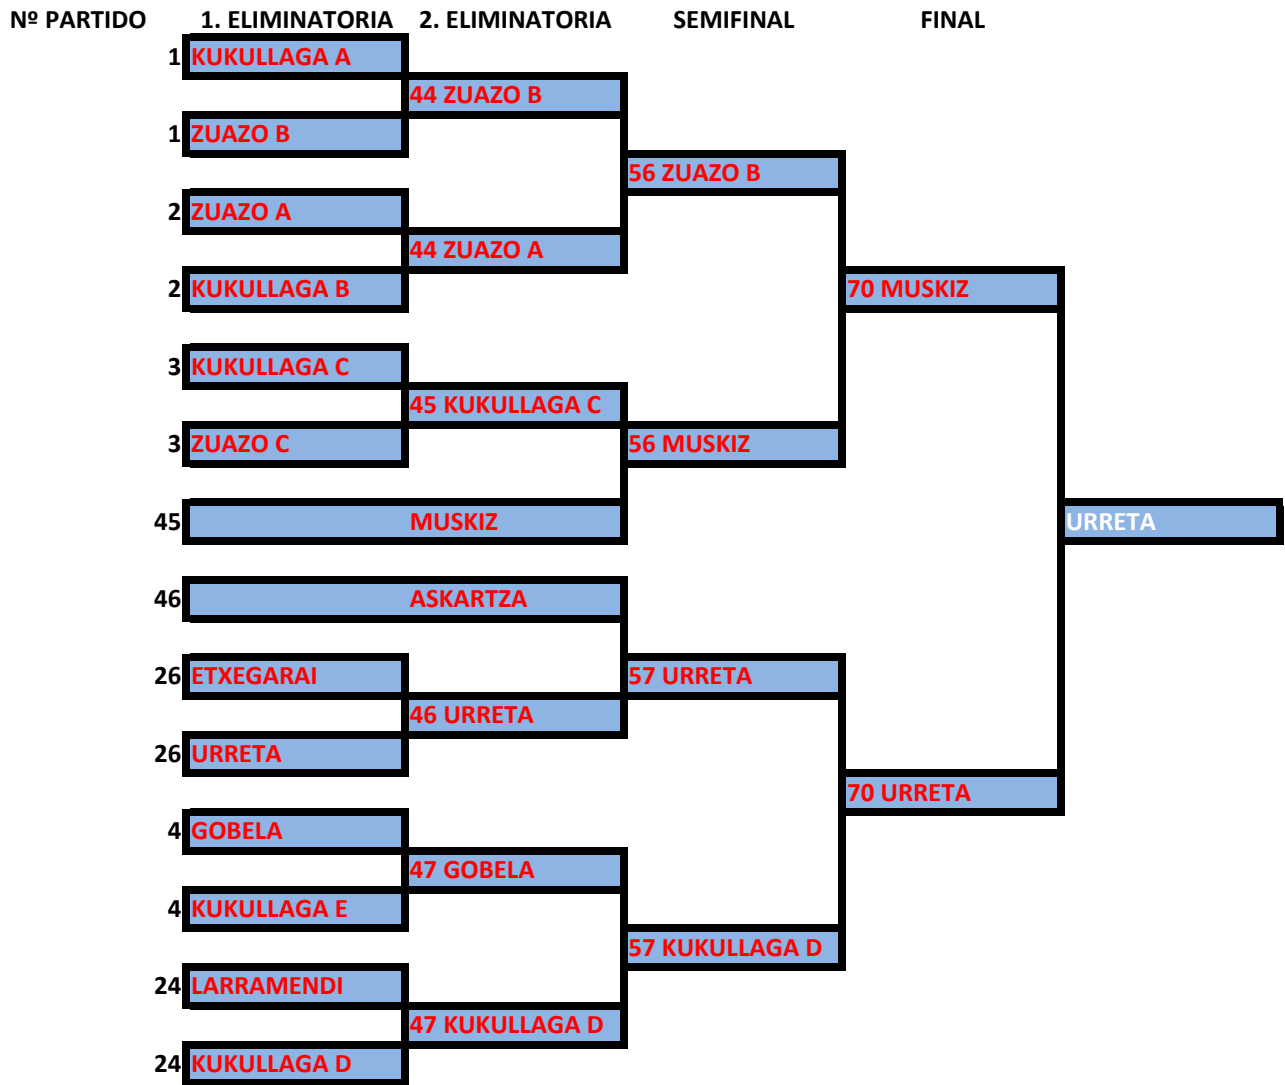 Nº PARTIDO 1. ELIMINATORIA 2. ELIMINATORIA SEMIFINAL FINAL
1 KUKULLAGA A
44 ZUAZO B
1 ZUAZO B
56 ZUAZO B
2 ZUAZO A
44 ZUAZO A
2 KUKULLAGA B
70 MUSKIZ
3 KUKULLAGA C
45 KUKULLAGA C
3 ZUAZO C
56 MUSKIZ
45 MUSKIZ
URRETA
46 ASKARTZA
26 ETXEGARAI
57 URRETA
46 URRETA
26 URRETA
70 URRETA
4 GOBELA
47 GOBELA
4 KUKULLAGA E
57 KUKULLAGA D
24 LARRAMENDI
47 KUKULLAGA D
24 KUKULLAGA D